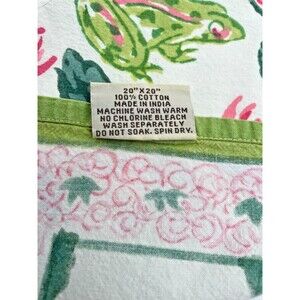 20"X20"
100% COTTON
MADE IN INDIA
MACHINE WASH WARM
NO CHLORINE BLEACH
WASH SEPARATELY
DO NOT SOAK. SPIN DRY.